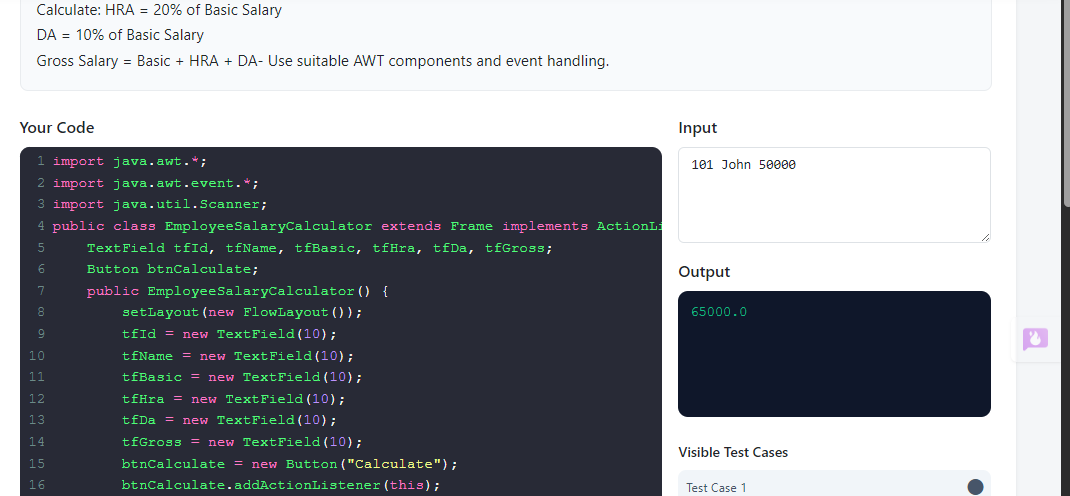 Calculate: HRA = 20% of Basic Salary
DA = 10% of Basic Salary
Gross Salary = Basic + HRA + DA- Use suitable AWT components and event handling.
Your Code
1 import java.awt.*;
2 import java.awt.event.*;
3 import java.util.Scanner;
4 public class EmployeeSalaryCalculator extends Frame implements ActionLi
5 TextField tfId, tfName, tfBasic, tfHra, tfDa, tfGross;
6 Button btnCalculate;
7 public EmployeeSalaryCalculator() {
8 setLayout(new FlowLayout());
9 tfId = new TextField(10);
10 tfName = new TextField(10);
11 tfBasic = new TextField(10);
12 tfHra = new TextField(10);
13 tfDa = new TextField(10);
14 tfGross = new TextField(10);
15 btnCalculate = new Button("Calculate");
16 btnCalculate.addActionListener(this);
Input
101 John 50000
Output
65000.0
Visible Test Cases
Test Case 1